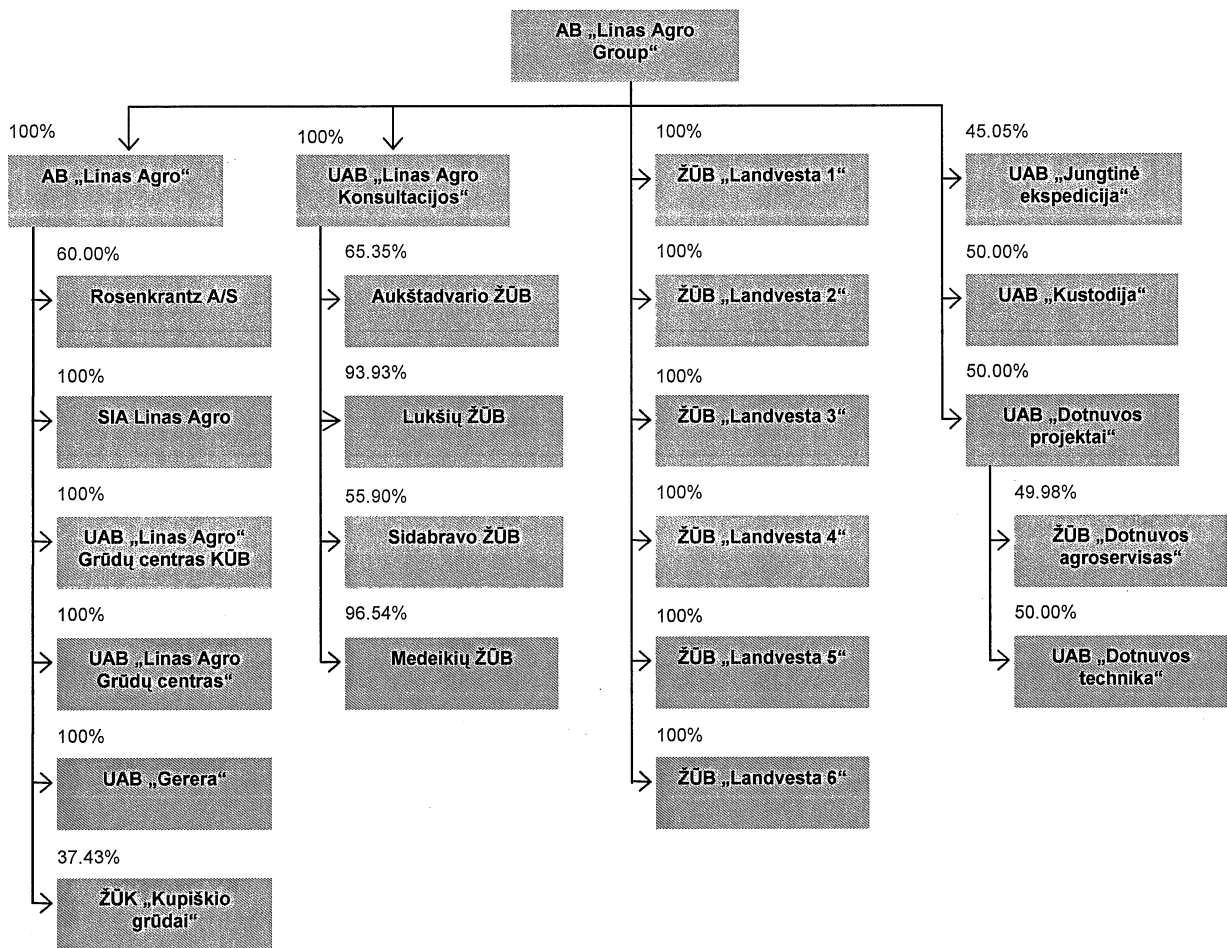 AB „Linas Agro
Group“
100%
AB „Linas Agro“
60.00%
Rosenkrantz A/S
100%
SIA Linas Agro
100%
UAB „Linas Agro“
Grūdų centras KŪB
100%
UAB „Linas Agro
Grūdų centras“
100%
UAB „Gerera“
37.43%
ŽŪK „Kupiškio
grūdai“
100%
UAB „Linas Agro
Konsultacijos“
65.35%
Aukštadvario ŽŪB
93.93%
Lukšių ŽŪB
55.90%
Sidabravo ŽŪB
96.54%
Medeikių ŽŪB
100%
ŽŪB „Landvesta 1“
100%
ŽŪB „Landvesta 2“
100%
ŽŪB „Landvesta 3“
100%
ŽŪB „Landvesta 4“
100%
ŽŪB „Landvesta 5“
100%
ŽŪB „Landvesta 6“
45.05%
UAB „Jungtinė
ekspedicija“
50.00%
UAB „Kustodija“
50.00%
UAB „Dotnuvos
projektai“
49.98%
ŽŪB „Dotnuvos
agroservisas“
50.00%
UAB „Dotnuvos
technika“